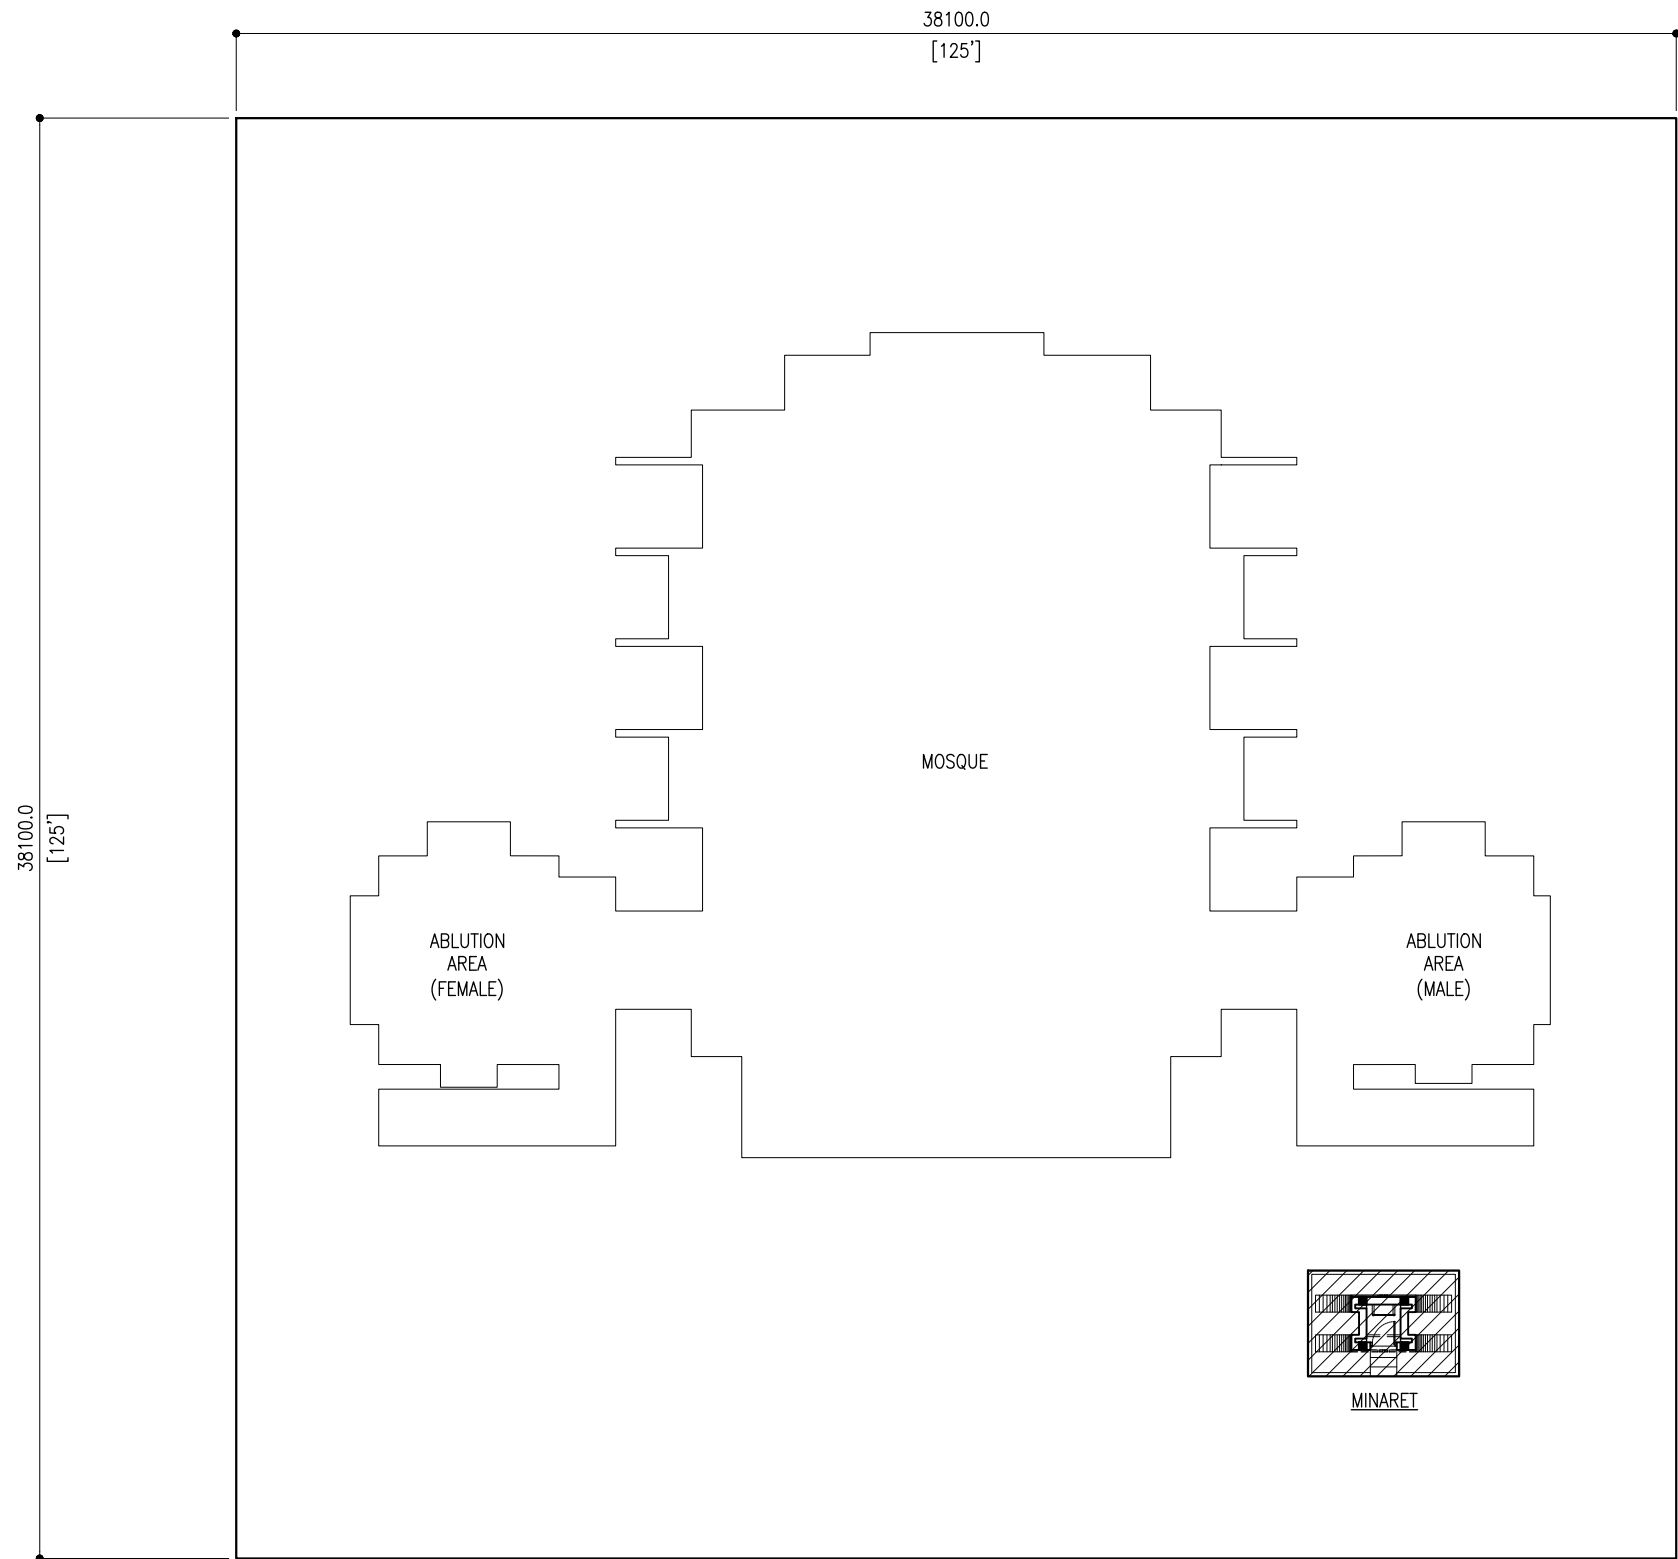 38100.0
[125']
38100.0
[125']
MOSQUE
ABLUTION
AREA
(FEMALE)
ABLUTION
AREA
(MALE)
MINARET